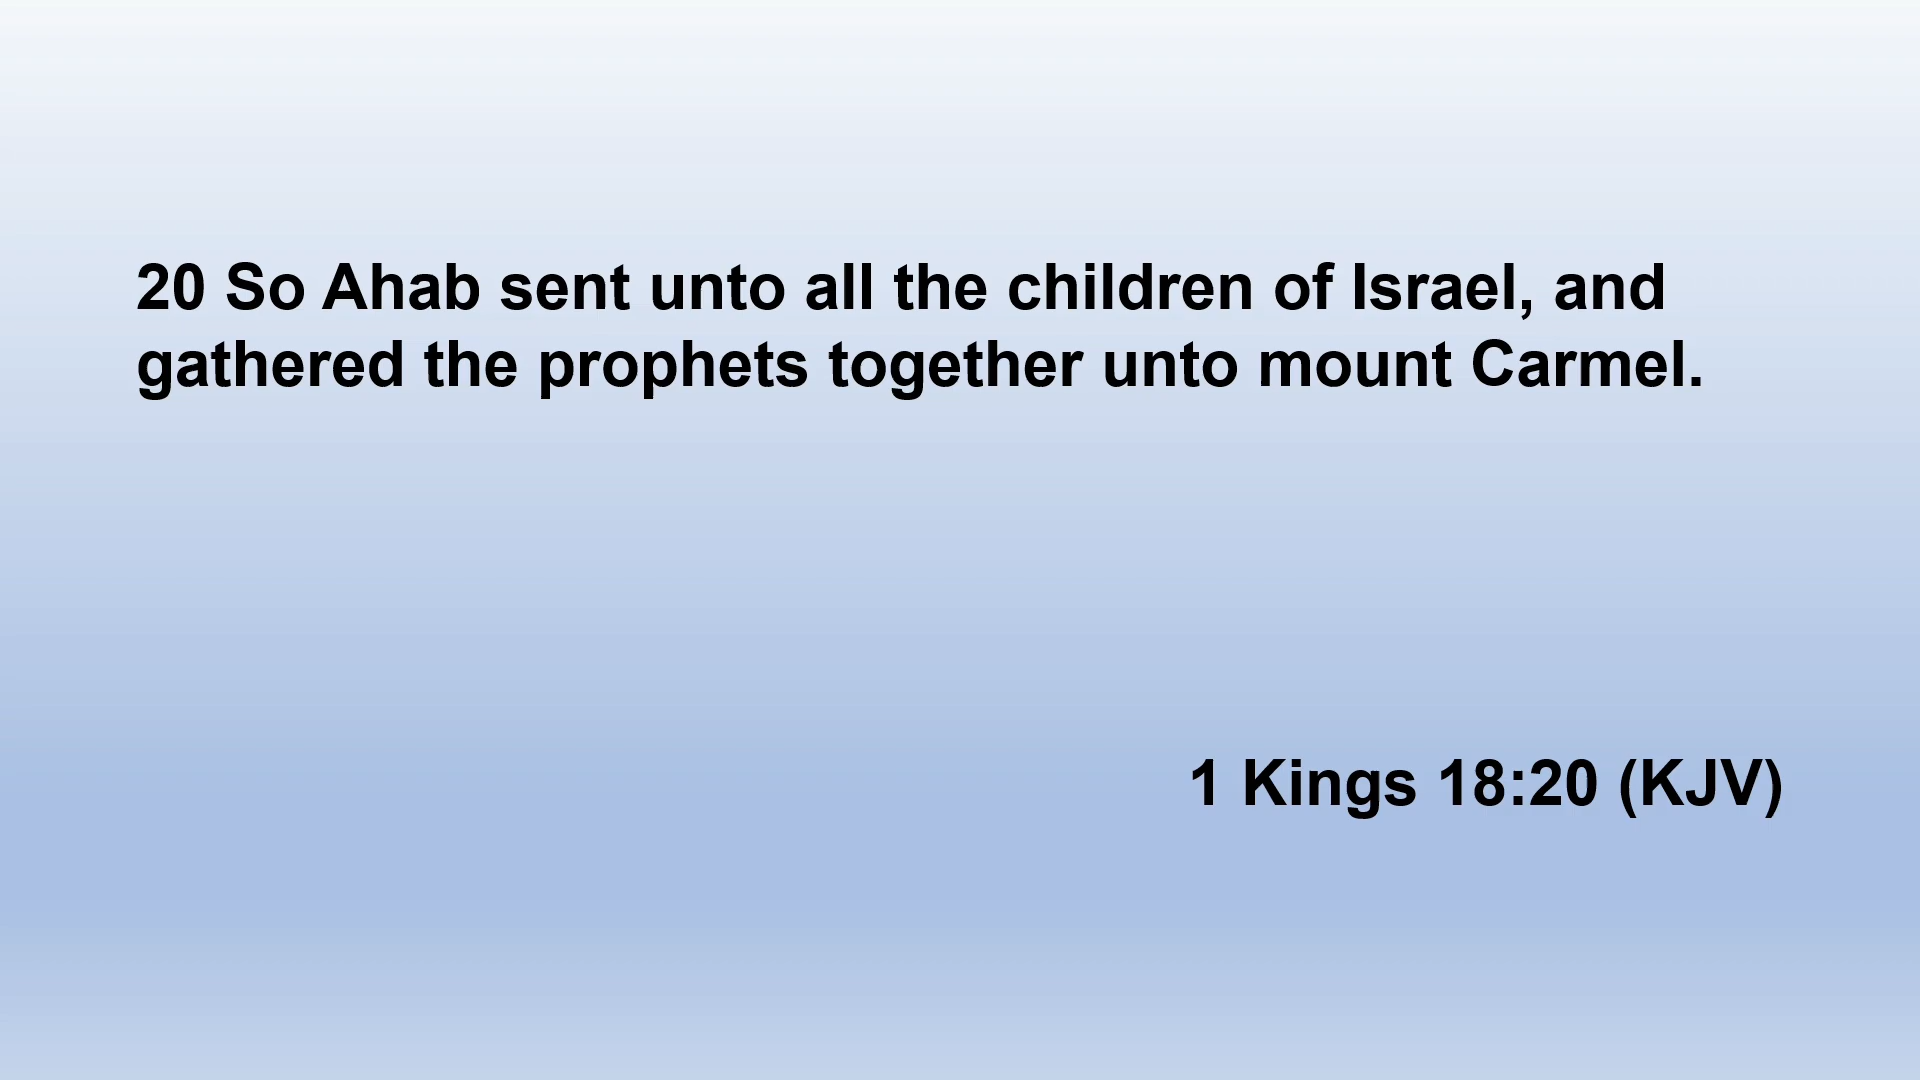 20 So Ahab sent unto all the children of Israel, and
gathered the prophets together unto mount Carmel.
1 Kings 18:20 (KJV)